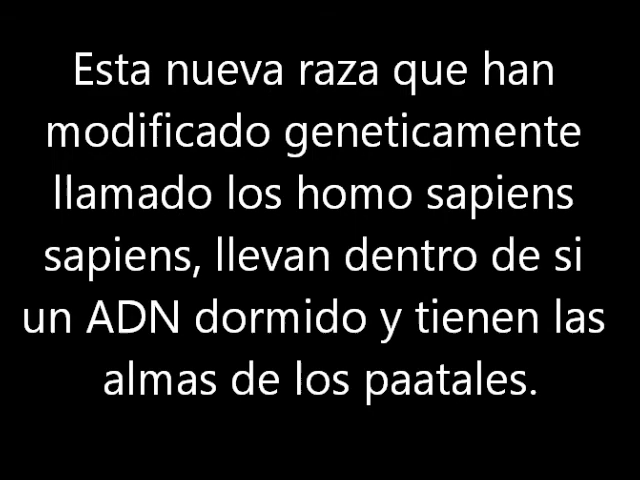 Esta nueva raza que han
modificado geneticamente
llamado los homo sapiens
sapiens, llevan dentro de si
un ADN dormido y tienen las
almas de los paatales.